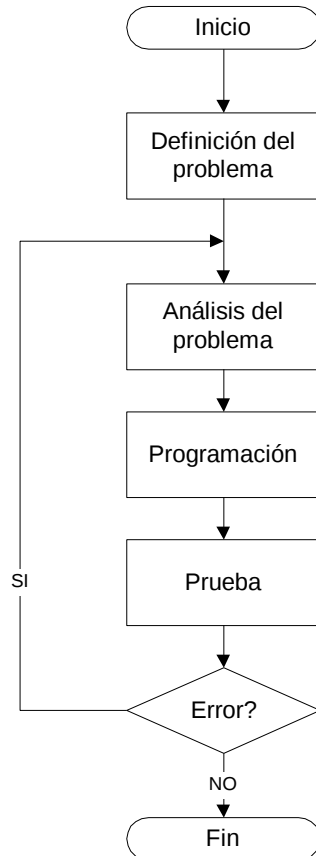 Inicio
Definición del
problema
Análisis del
problema
Programación
Prueba
SI
Error?
NO
Fin